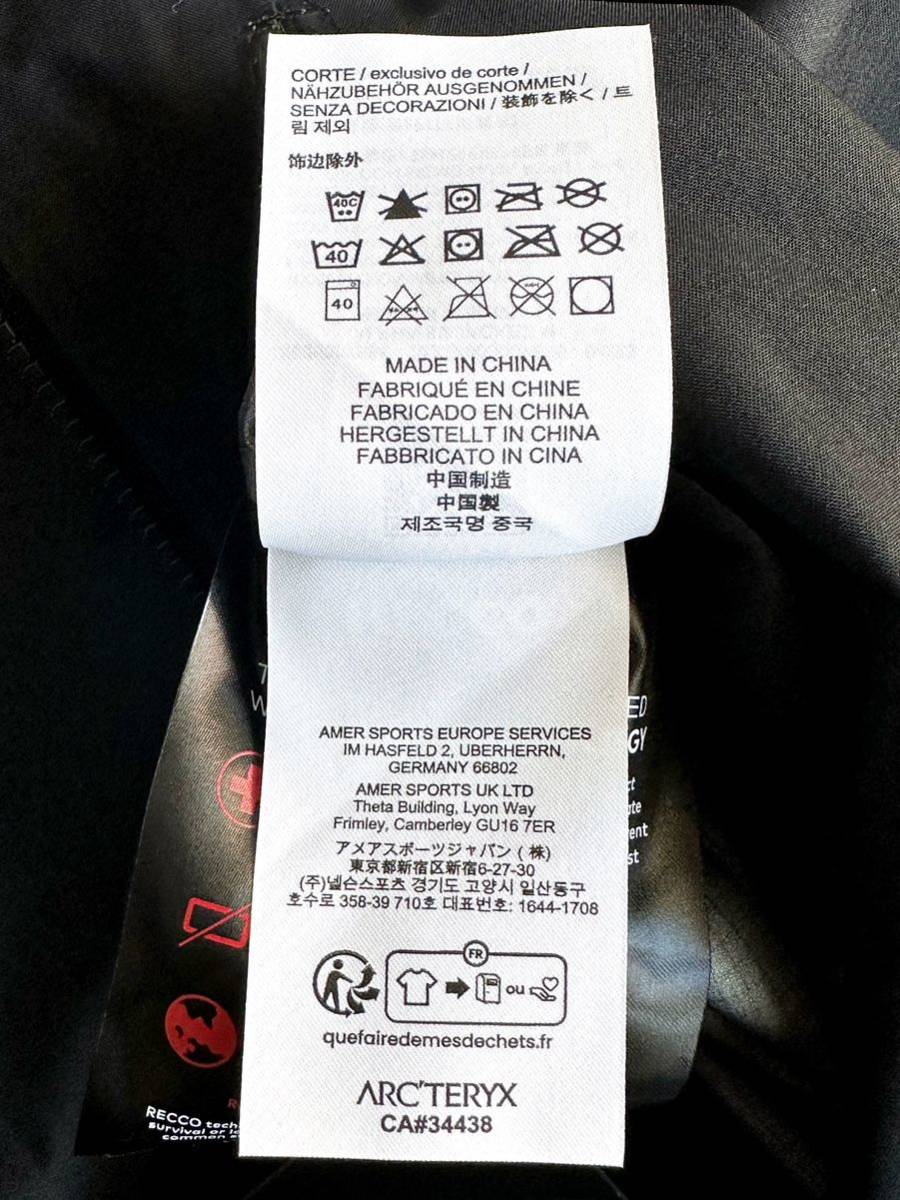 CORTE / exclusivo de corte /
NÄHZUBEHÖR AUSGENOMMEN /
SENZA DECORAZIONI / 装飾を除く / 트
림 제외
饰边除外
40C
40
40
MADE IN CHINA
FABRIQUÉ EN CHINE
FABRICADO EN CHINA
HERGESTELLT IN CHINA
FABBRICATO IN CINA
中国制造
中国製
제조국명 중국
AMER SPORTS EUROPE SERVICES
IM HASFELD 2, UBERHERRN,
GERMANY 66802
AMER SPORTS UK LTD
Theta Building, Lyon Way
Frimley, Camberley GU16 7ER
アメアスポーツジャパン ( 株)
東京都新宿区新宿6-27-30
(주)넬슨스포츠 경기도 고양시 일산동구
호수로 358-39 710호 대표번호: 1644-1708
FR
ou
quefairedemesdechets.fr
ARC'TERYX
CA#34438
RECCO
survival or
common